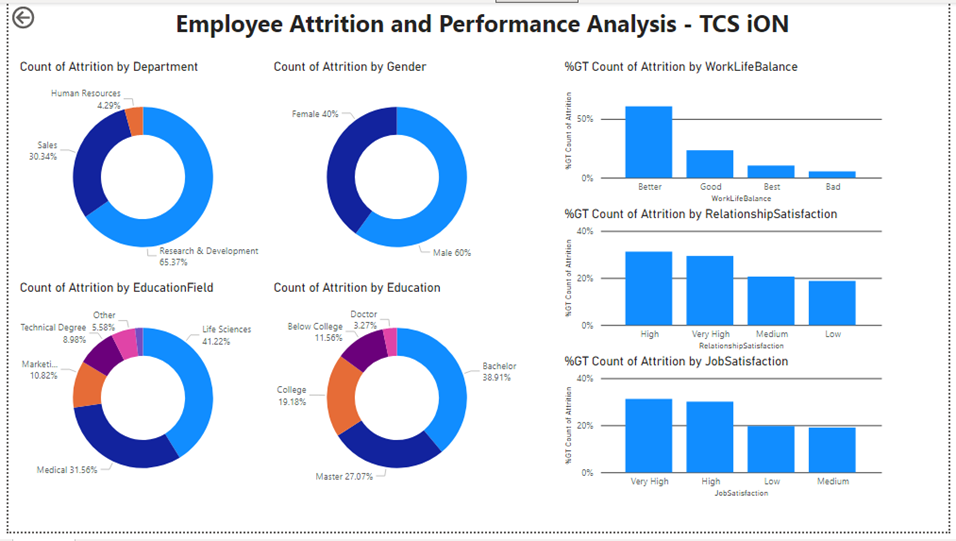 Employee Attrition and Performance Analysis - TCS iON
Count of Attrition by Department
Human Resources
4.29%
Sales
30.34%
Research & Development
65.37%
Count of Attrition by Gender
Female 40%
Male 60%
%GT Count of Attrition by WorkLifeBalance
%GT Count of Attrition
50%
0%
Better
Good
Best
Bad
WorkLifeBalance
%GT Count of Attrition by RelationshipSatisfaction
%GT Count of Attrition
40%
20%
0%
High
Very High
Medium
Low
RelationshipSatisfaction
Count of Attrition by EducationField
Other
5.58%
Technical Degree
8.98%
Marketi...
10.82%
Medical 31.56%
Life Sciences
41.22%
Count of Attrition by Education
Doctor
3.27%
Below College
11.56%
College
19.18%
Master 27.07%
Bachelor
38.91%
%GT Count of Attrition by JobSatisfaction
%GT Count of Attrition
40%
20%
0%
Very High
High
Low
Medium
JobSatisfaction